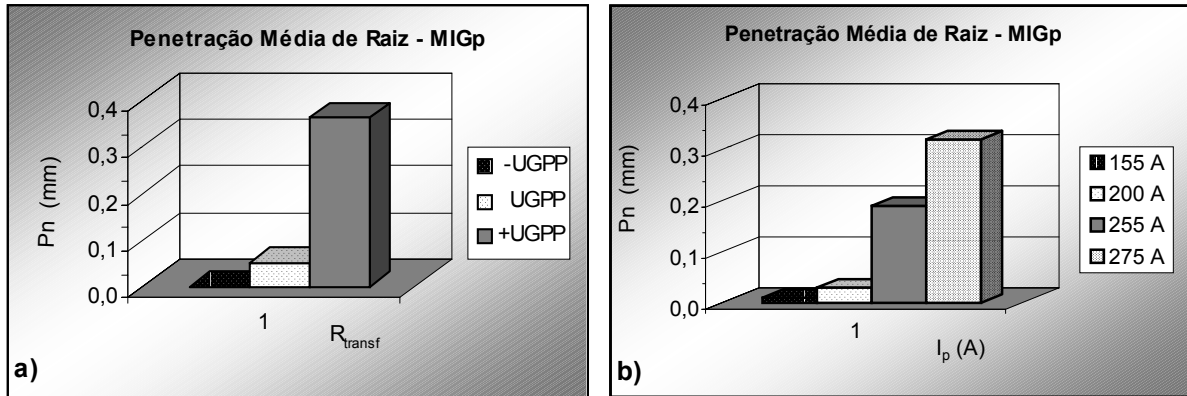 Penetração Média de Raiz - MIGp
0,4
0,3
0,2
0,1
0,0
Pn (mm)
1
R transf
-UGPP
UGPP
+UGPP
a)
Penetração Média de Raiz - MIGp
0,4
0,3
0,2
0,1
0,0
Pn (mm)
1
I p (A)
155 A
200 A
255 A
275 A
b)